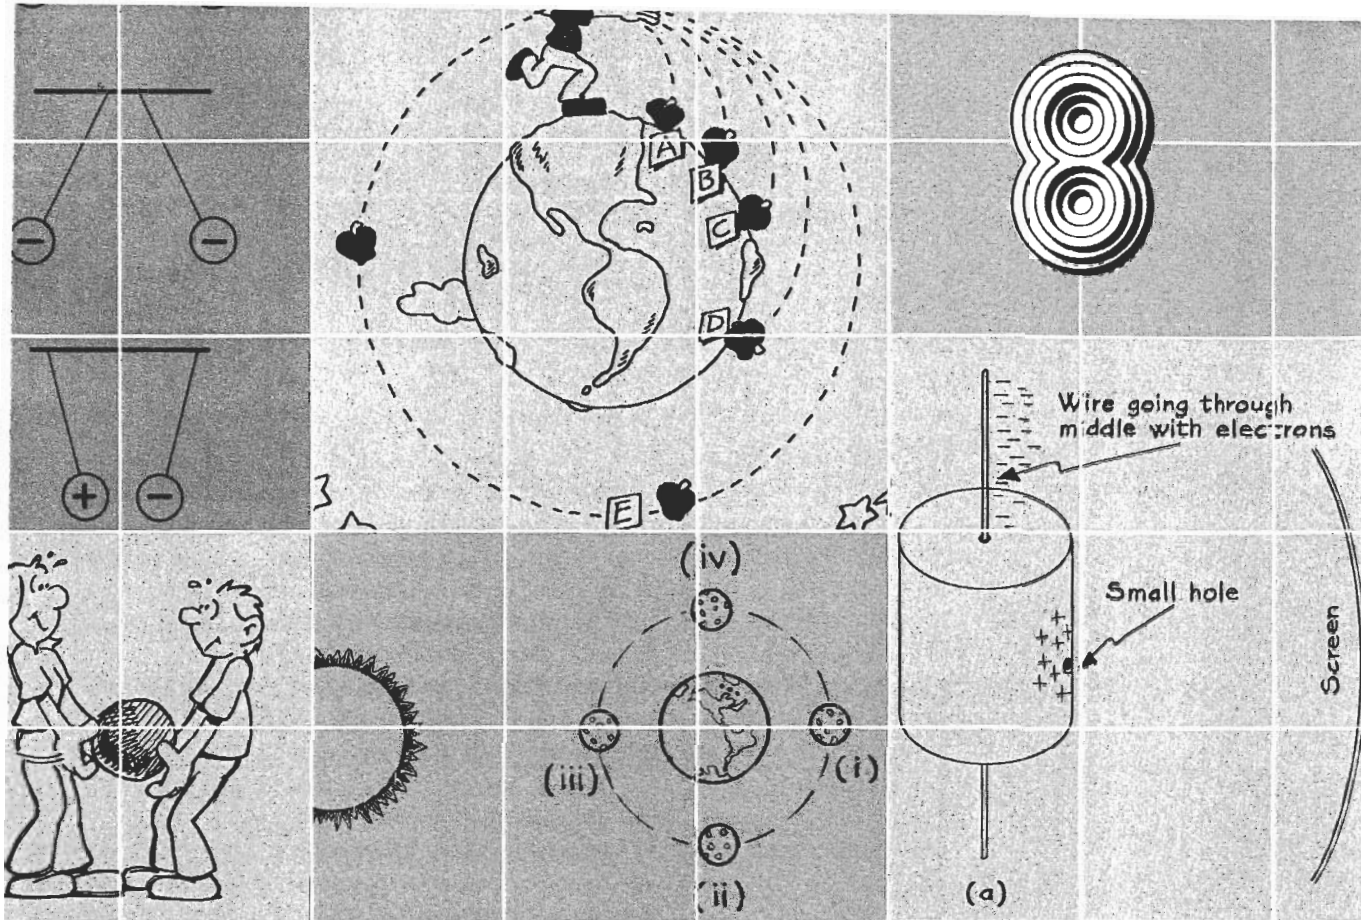 −
−
+
−
A
B
C
D
E
Wire going through
middle with electrons
Small hole
Screen
(a)
(iv)
(iii)
(i)
(ii)